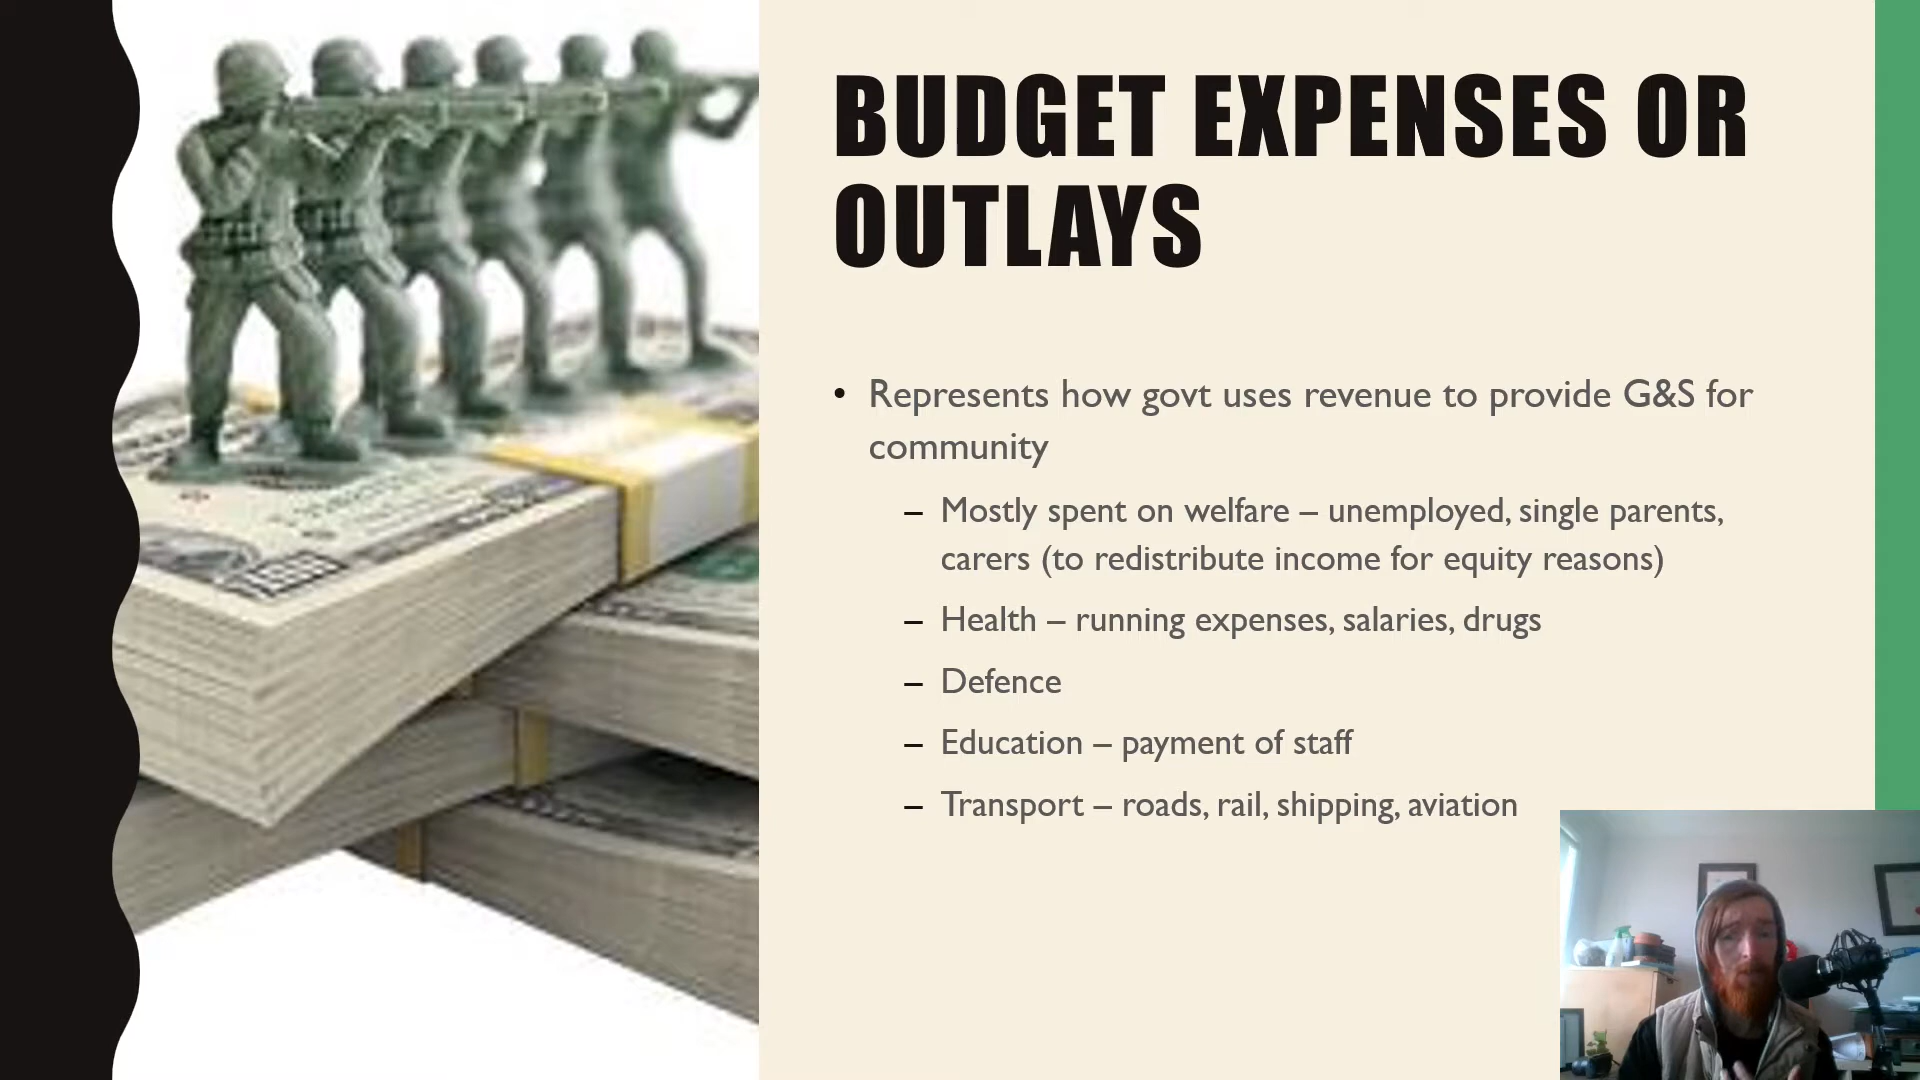 BUDGET EXPENSES OR
OUTLAYS
• Represents how govt uses revenue to provide G&S for
community
– Mostly spent on welfare – unemployed, single parents,
carers (to redistribute income for equity reasons)
– Health – running expenses, salaries, drugs
– Defence
– Education – payment of staff
– Transport – roads, rail, shipping, aviation